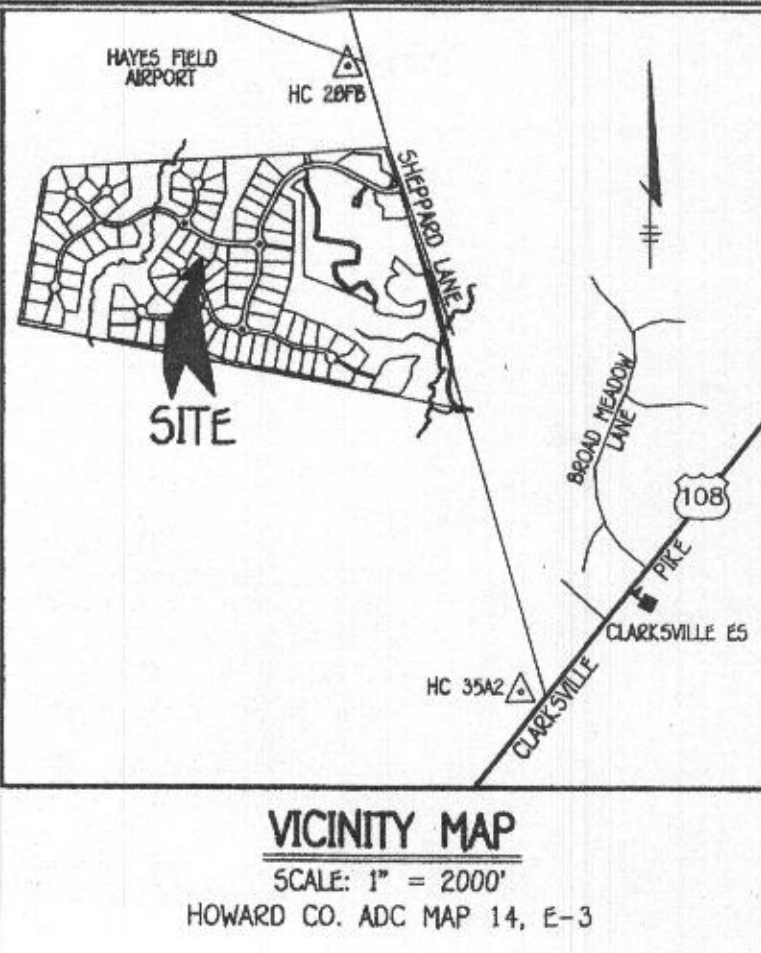 HAYES FIELD
AIRPORT
HC 28FB
SHEPPARD LANE
SITE
BROAD MEADOW
LANE
108
PIKE
CLARKSVILLE ES
HC 35A2
CLARKSVILLE
VICINITY MAP
SCALE: 1" = 2000'
HOWARD CO. ADC MAP 14, E-3